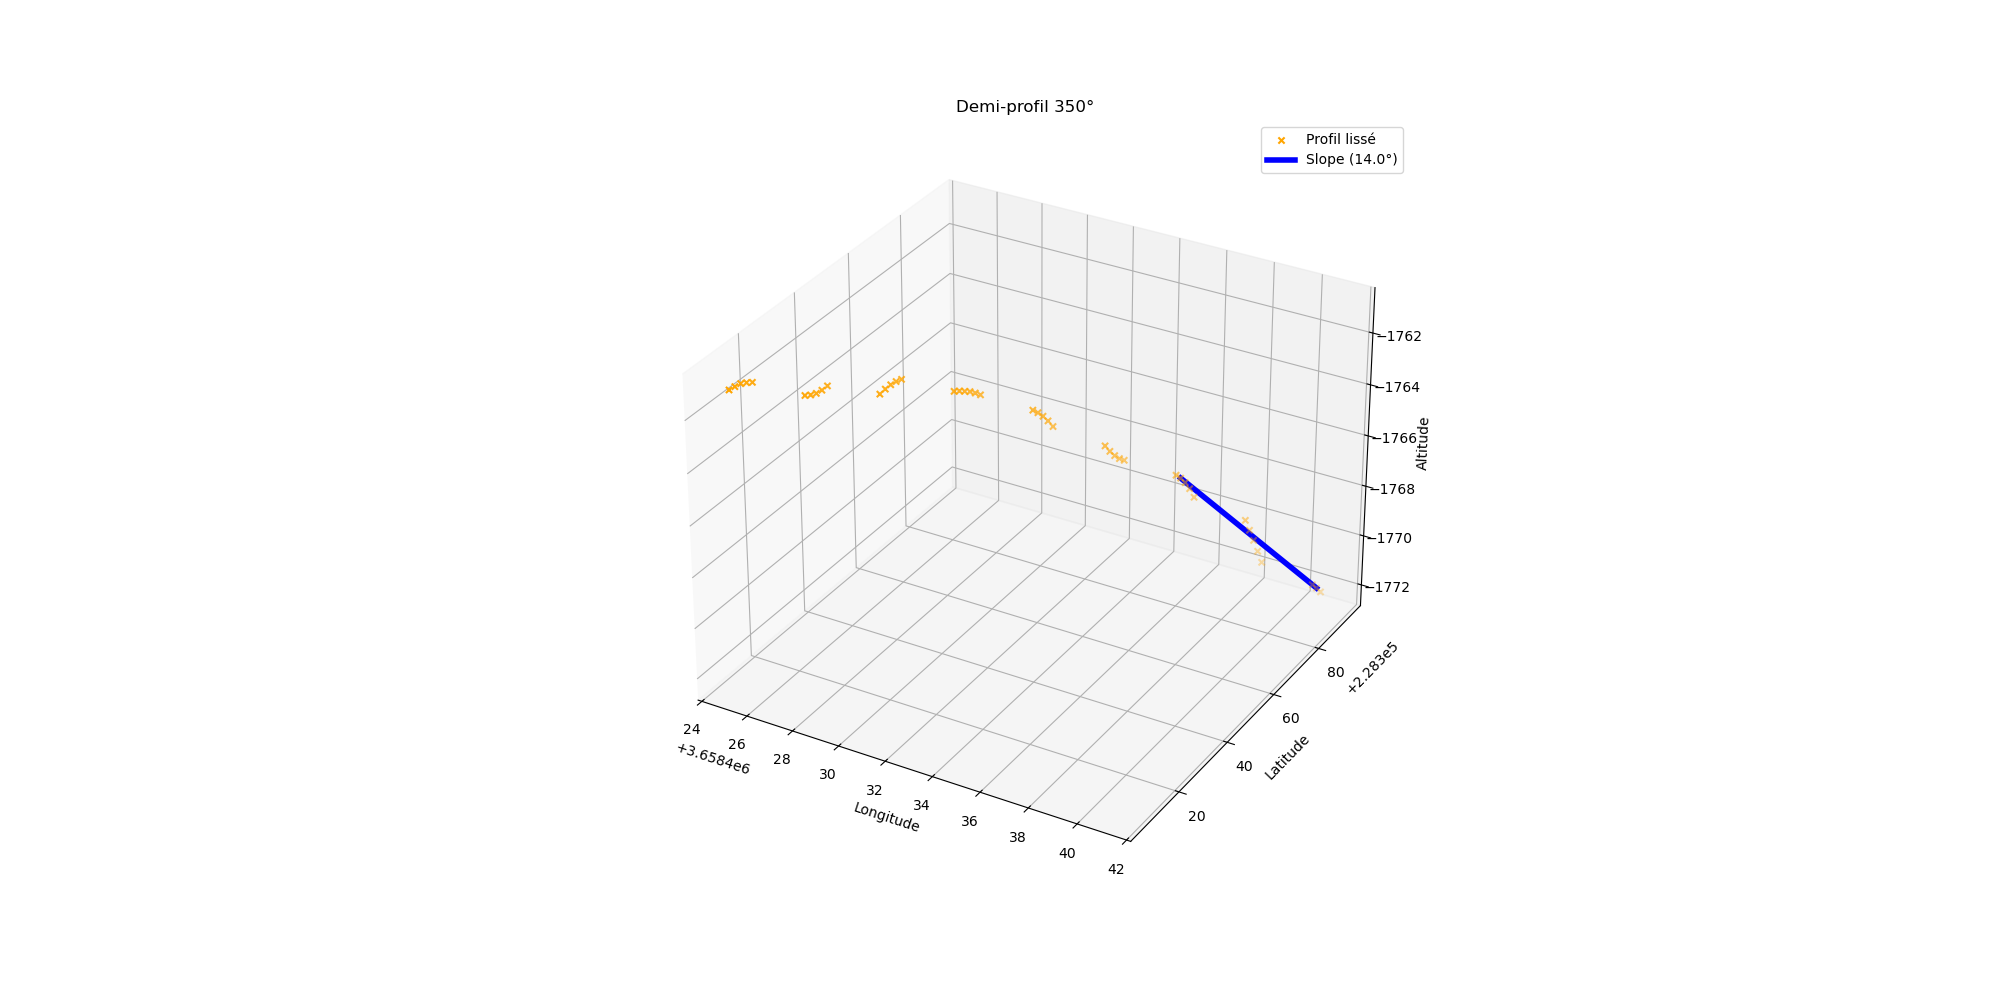 Demi-profil 350°
Profil lissé
Slope (14.0°)
−1762
−1764
−1766
−1768
−1770
−1772
Altitude
+2.283e5
80
60
40
20
Latitude
24
26
28
30
32
34
36
38
40
42
+3.6584e6
Longitude